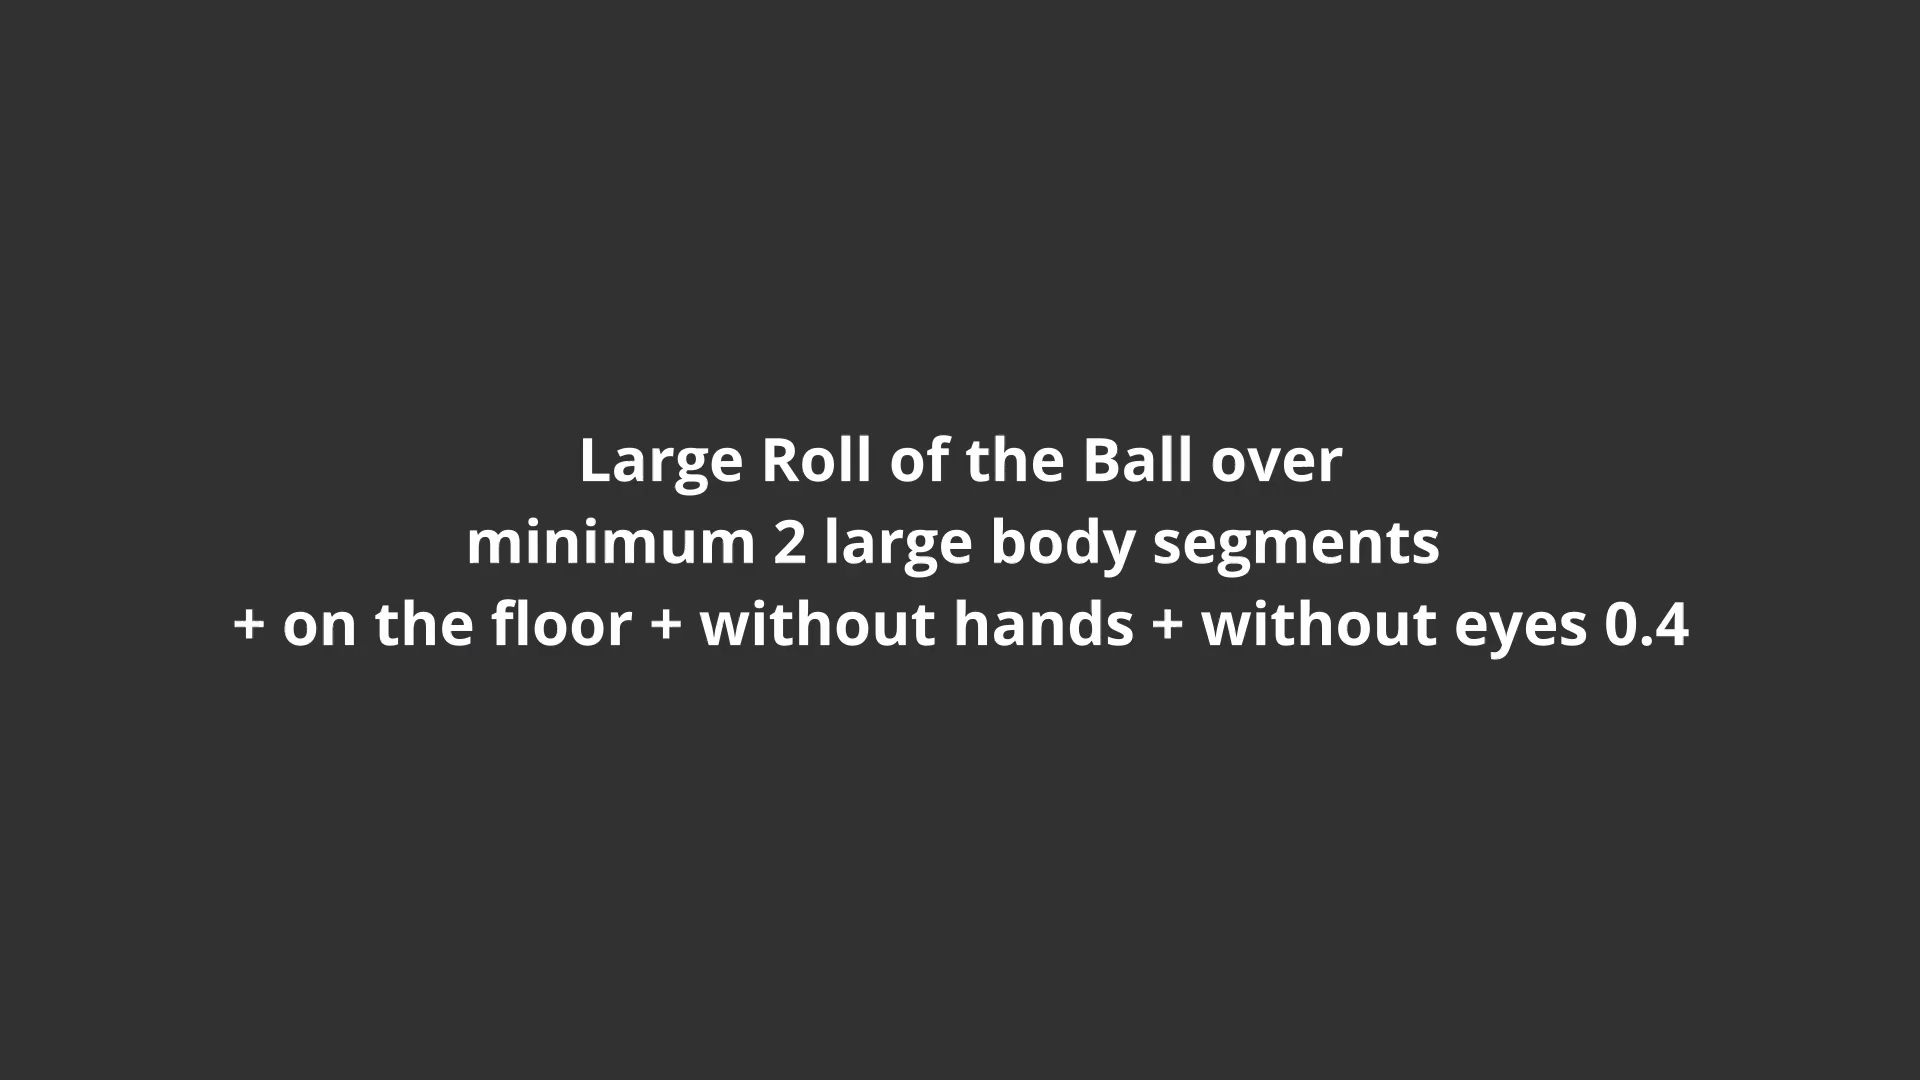 Large Roll of the Ball over
minimum 2 large body segments
+ on the floor + without hands + without eyes 0.4